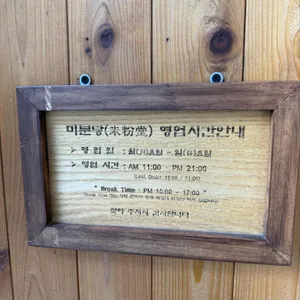 미분당(米粉堂) 영업시간안내
➢ 영업 일 : 월(月)요일 ~ 일(日)요일
➢ 영업 시간 : AM 11:00 - PM 21:00
* Break Time : PM 15:00 - 17:00 *
찾아 주셔서 감사합니다